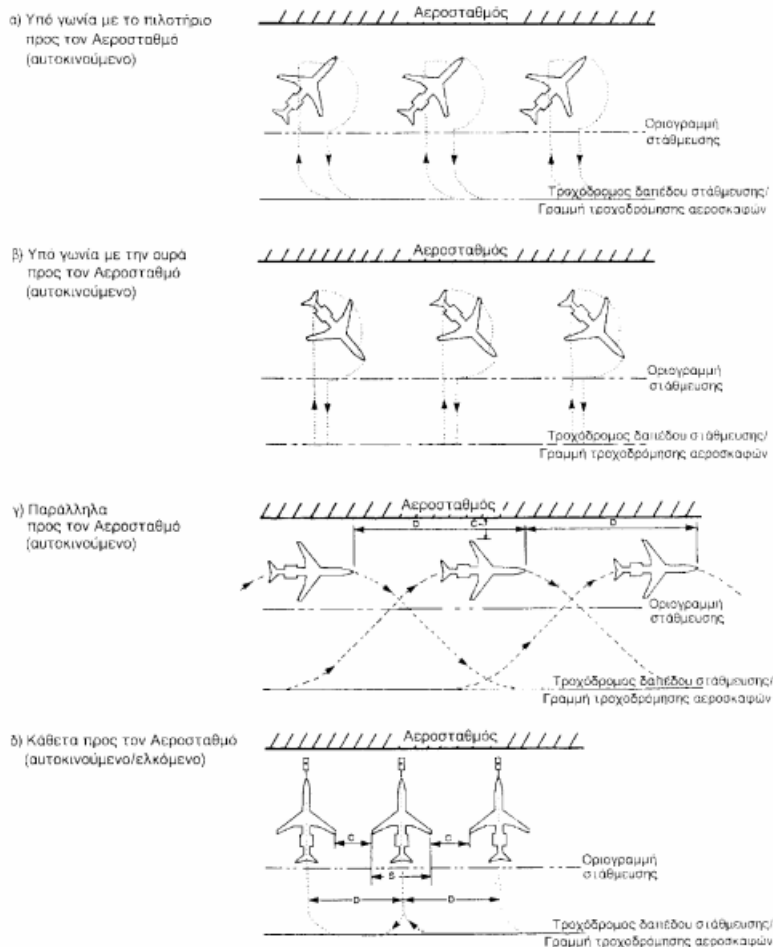 α) Υπό γωνία με το πιλοτήριο
προς τον Αεροσταθμό
(αυτοκινούμενο)
Αεροσταθμός
Οριογραμμή
στάθμευσης
Τροχόδρομος δαπέδου στάθμευσης/
Γραμμή τροχοδρόμησης αεροσκαφών
β) Υπό γωνία με την ουρά
προς τον Αεροσταθμό
(αυτοκινούμενο)
Αεροσταθμός
Οριογραμμή
στάθμευσης
Τροχόδρομος δαπέδου στάθμευσης/
Γραμμή τροχοδρόμησης αεροσκαφών
γ) Παράλληλα
προς τον Αεροσταθμό
(αυτοκινούμενο)
Αεροσταθμός
D C D
Οριογραμμή
στάθμευσης
Τροχόδρομος δαπέδου στάθμευσης/
Γραμμή τροχοδρόμησης αεροσκαφών
δ) Κάθετα προς τον Αεροσταθμό
(αυτοκινούμενο/ελκόμενο)
Αεροσταθμός
C
S
D D
Οριογραμμή
στάθμευσης
Τροχόδρομος δαπέδου στάθμευσης/
Γραμμή τροχοδρόμησης αεροσκαφών